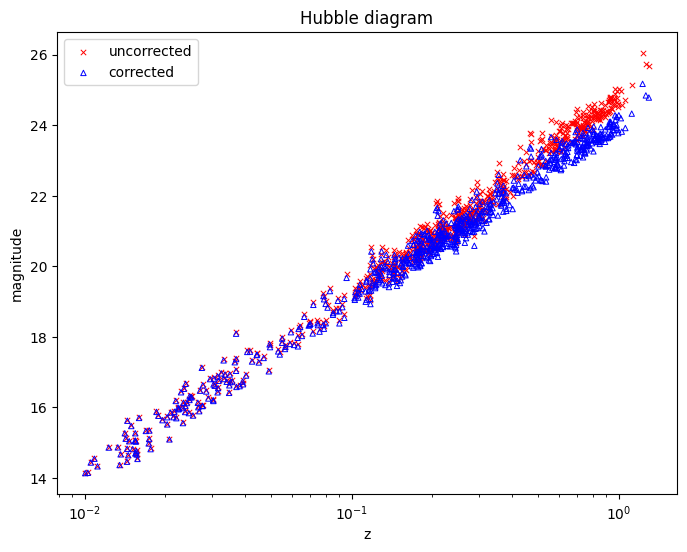 Hubble diagram
uncorrected
corrected
magnitude
26
24
22
20
18
16
14
10⁻²
10⁻¹
10⁰
z